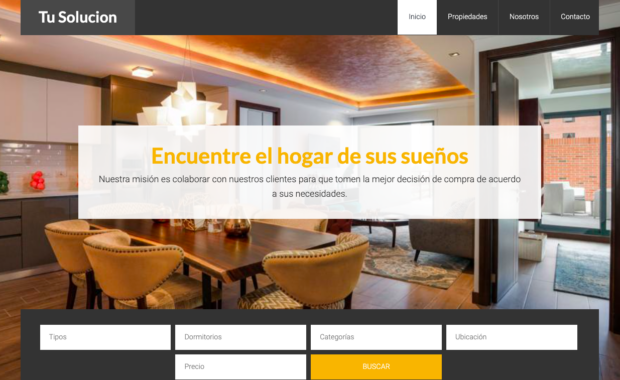 Tu Solucion
Inicio Propiedades Nosotros Contacto
Encuentre el hogar de sus sueños
Nuestra misión es colaborar con nuestros clientes para que tomen la mejor decisión de compra de acuerdo
a sus necesidades.
Tipos Dormitorios Categorías Ubicación
Precio BUSCAR